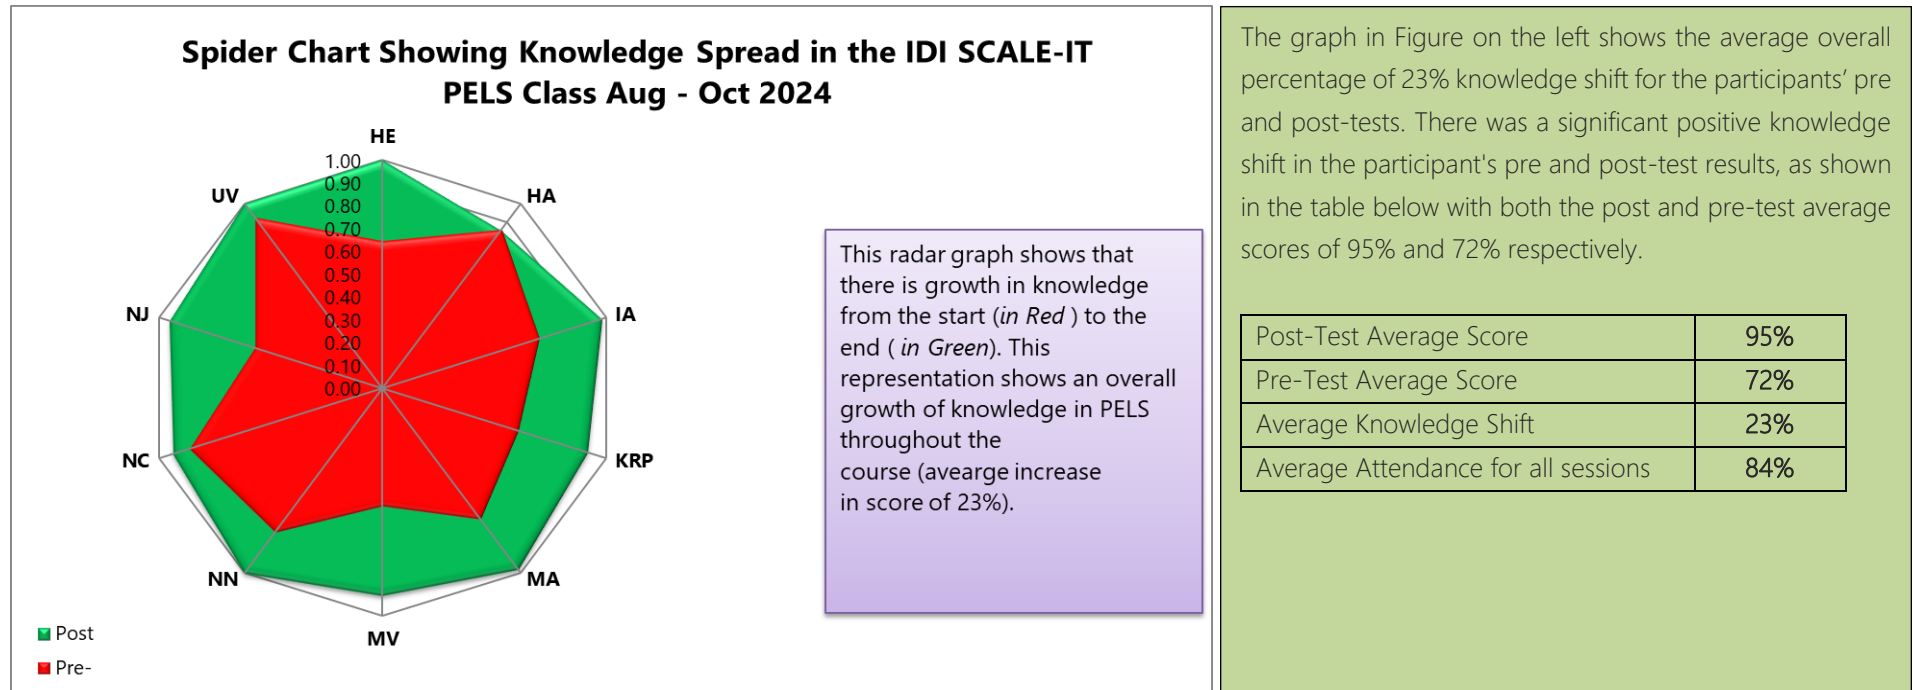 Spider Chart Showing Knowledge Spread in the IDI SCALE-IT
PELS Class Aug - Oct 2024
HE
HA
IA
KRP
MA
MV
NN
NC
NJ
UV
1.00
0.90
0.80
0.70
0.60
0.50
0.40
0.30
0.20
0.10
0.00
Post
Pre-
This radar graph shows that
there is growth in knowledge
from the start (in Red ) to the
end ( in Green). This
representation shows an overall
growth of knowledge in PELS
throughout the
course (avearge increase
in score of 23%).
The graph in Figure on the left shows the average overall
percentage of 23% knowledge shift for the participants’ pre
and post-tests. There was a significant positive knowledge
shift in the participant's pre and post-test results, as shown
in the table below with both the post and pre-test average
scores of 95% and 72% respectively.
Post-Test Average Score 95%
Pre-Test Average Score 72%
Average Knowledge Shift 23%
Average Attendance for all sessions 84%